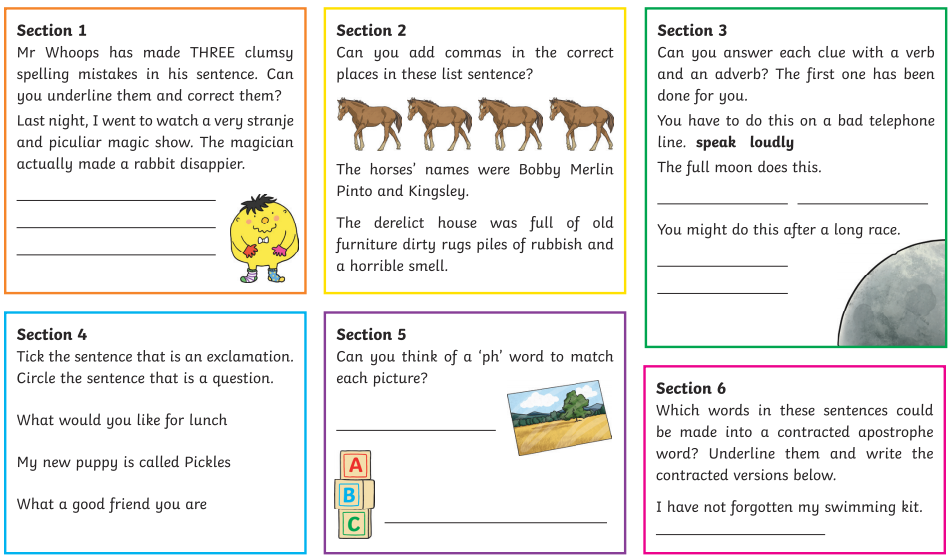 Section 1
Mr Whoops has made THREE clumsy
spelling mistakes in his sentence. Can
you underline them and correct them?
Last night, I went to watch a very stranje
and piculiar magic show. The magician
actually made a rabbit disappier.
Section 2
Can you add commas in the correct
places in these list sentence?
The horses' names were Bobby Merlin
Pinto and Kingsley.
The derelict house was full of old
furniture dirty rugs piles of rubbish and
a horrible smell.
Section 3
Can you answer each clue with a verb
and an adverb? The first one has been
done for you.
You have to do this on a bad telephone
line. speak loudly
The full moon does this.
You might do this after a long race.
Section 4
Tick the sentence that is an exclamation.
Circle the sentence that is a question.
What would you like for lunch
My new puppy is called Pickles
What a good friend you are
Section 5
Can you think of a 'ph' word to match
each picture?
A
B
C
Section 6
Which words in these sentences could
be made into a contracted apostrophe
word? Underline them and write the
contracted versions below.
I have not forgotten my swimming kit.